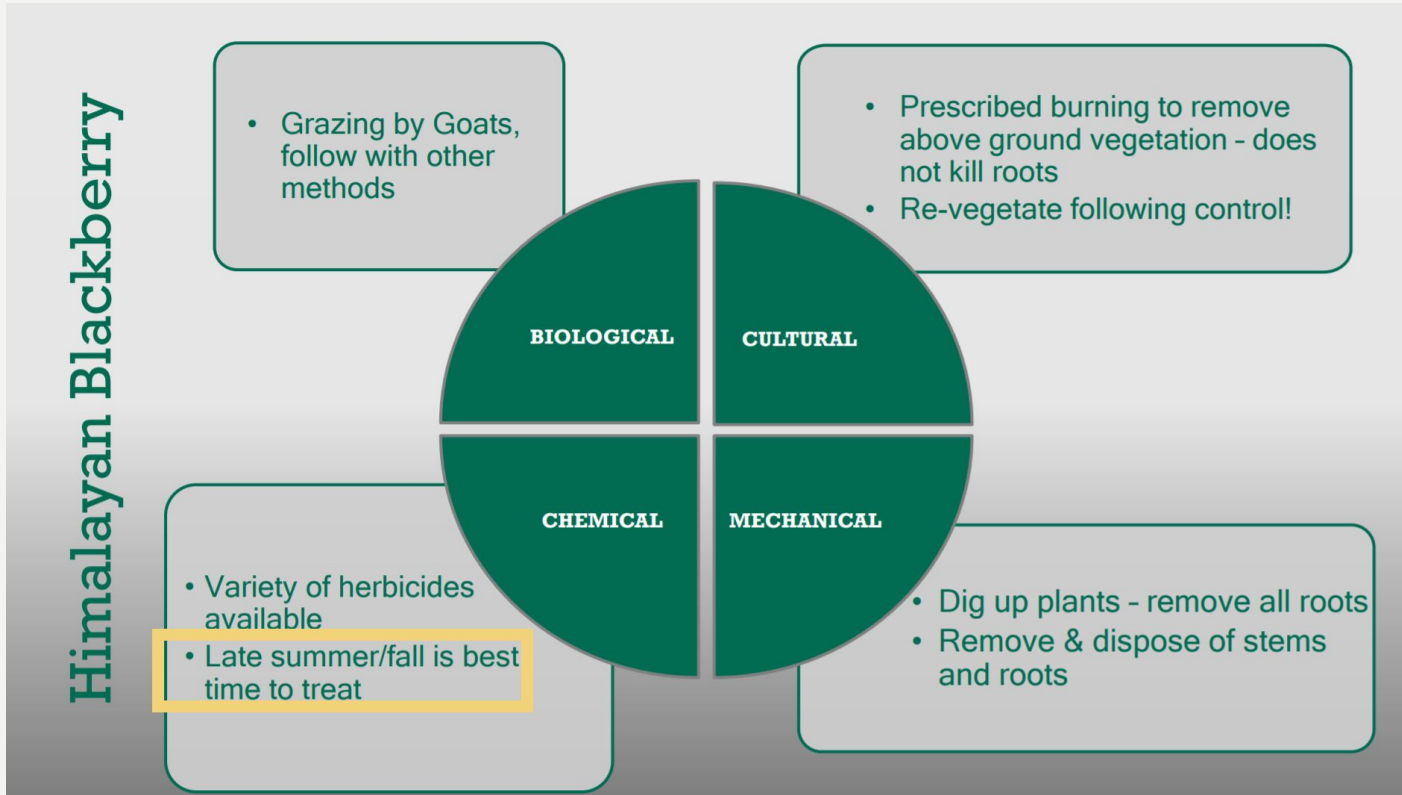 Himalayan Blackberry
• Grazing by Goats,
follow with other
methods
• Prescribed burning to remove
above ground vegetation - does
not kill roots
• Re-vegetate following control!
BIOLOGICAL
CULTURAL
CHEMICAL
MECHANICAL
• Variety of herbicides
available
• Late summer/fall is best
time to treat
• Dig up plants - remove all roots
• Remove & dispose of stems
and roots